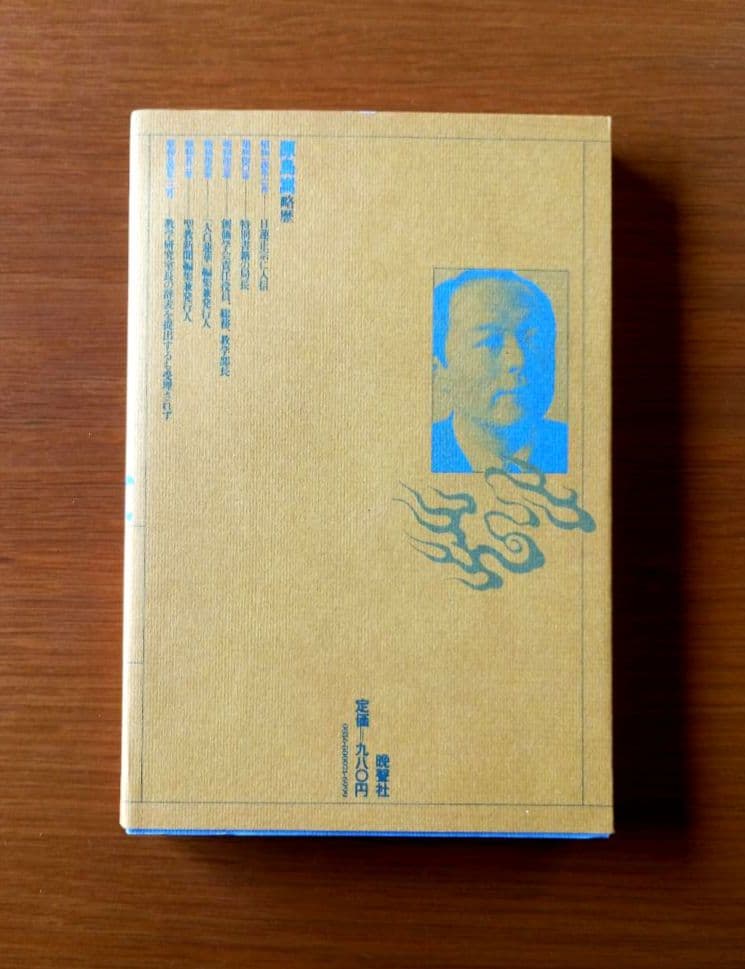 原島嵩略歴
日蓮正宗に入信
特別書籍局長
創価学会責任役員、総務、教学部長
「大白蓮華」編集兼発行人
聖教新聞編集兼発行人
教学研究室長の辞表を提出するも受理されず
晩聲社
定価—九八〇円